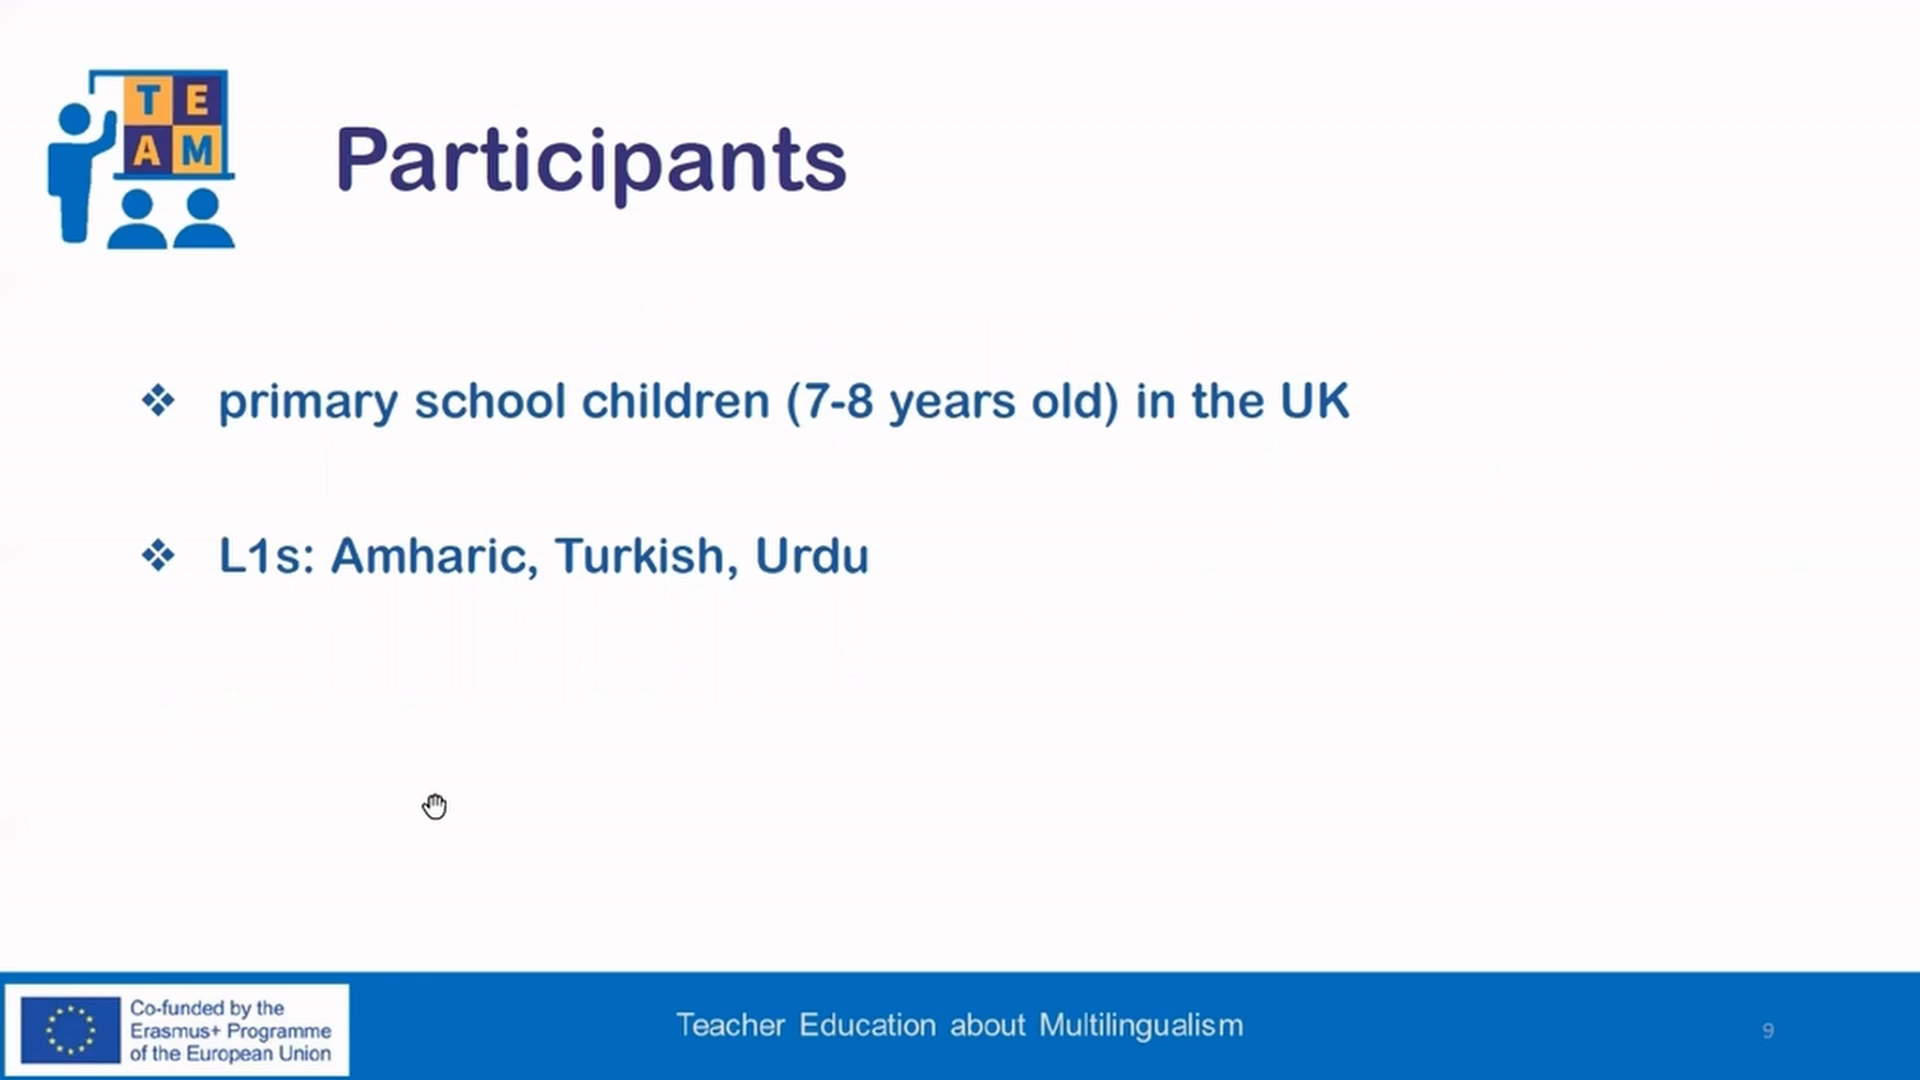 T E
A M
Participants
❖ primary school children (7-8 years old) in the UK
❖ L1s: Amharic, Turkish, Urdu
Co-funded by the
Erasmus+ Programme
of the European Union
Teacher Education about Multilingualism
9